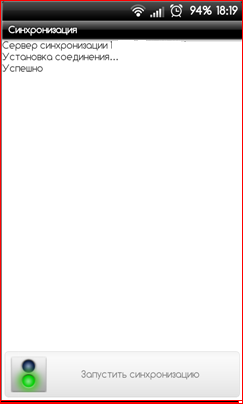 94% 18:19
Синхронизация
Сервер синхронизации
Установка соединения...
Успешно
Запустить синхронизацию